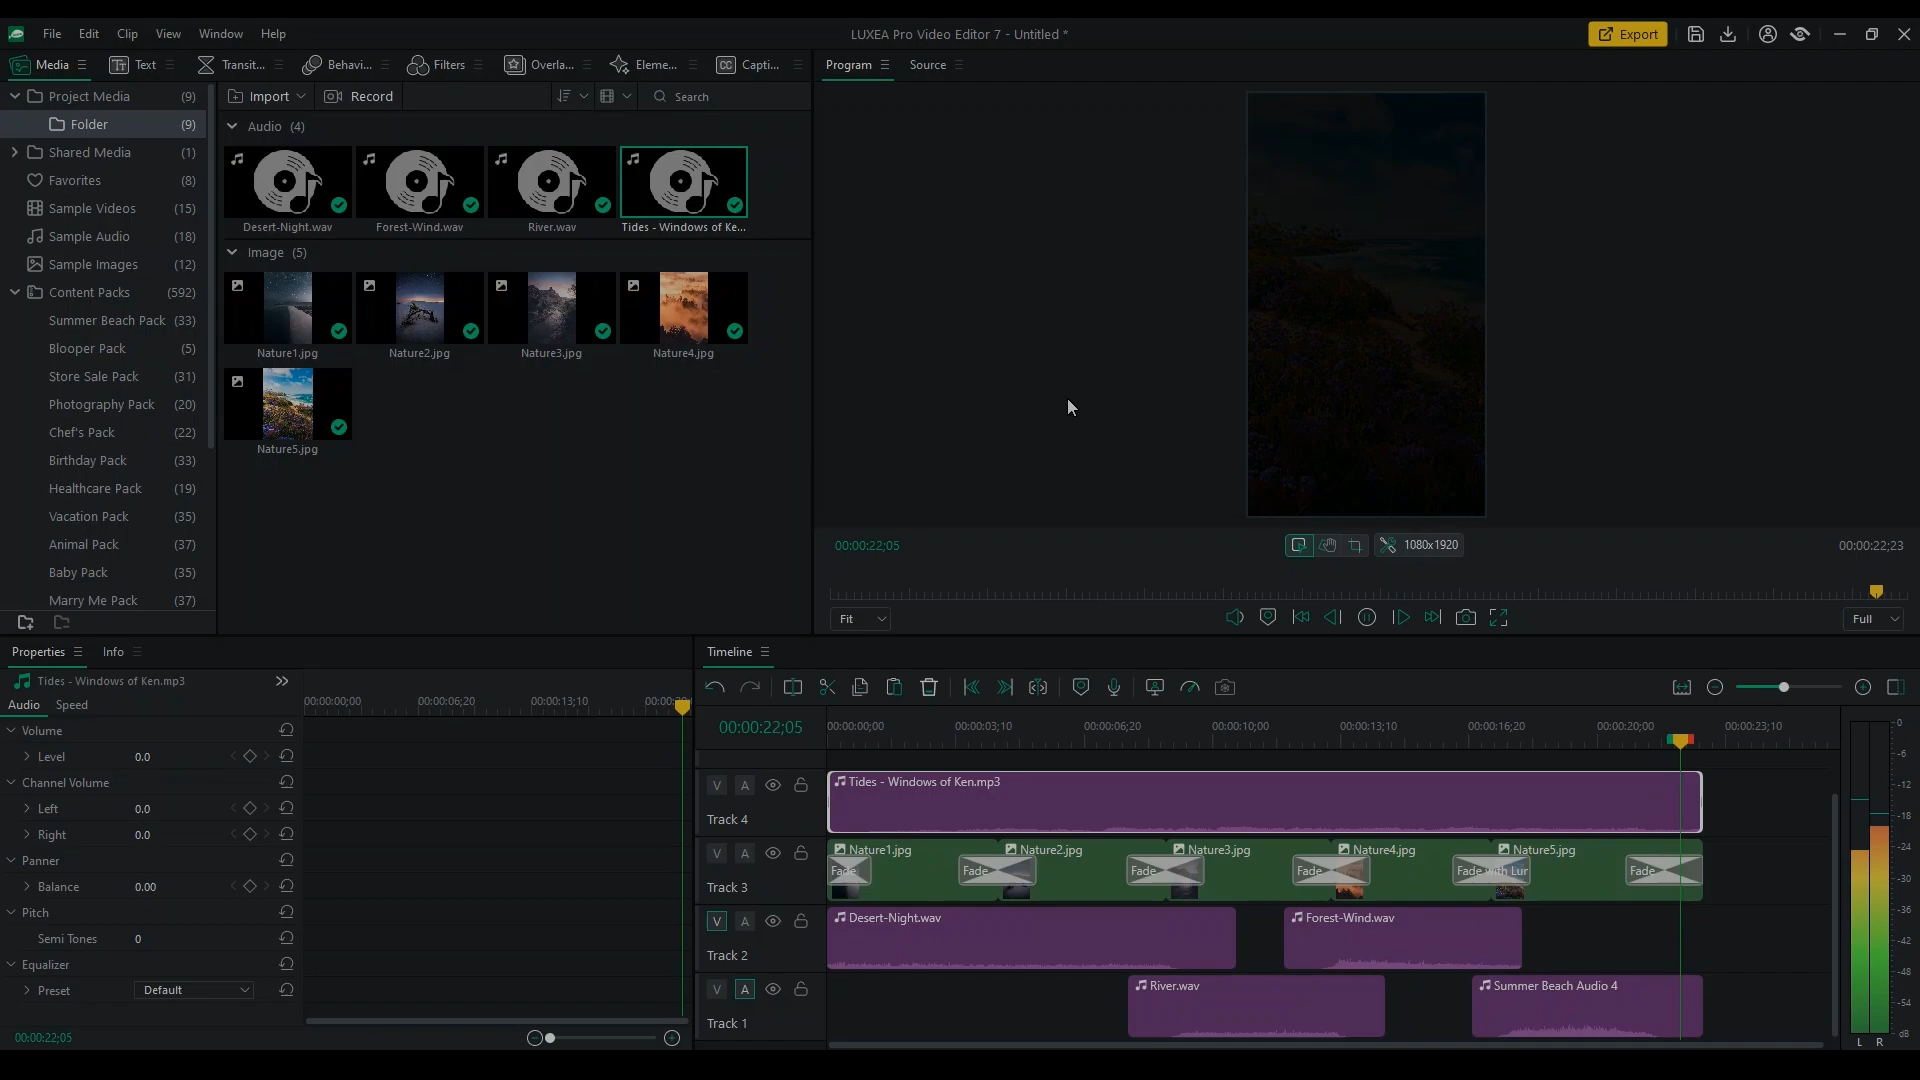 File Edit Clip View Window Help
LUXEA Pro Video Editor 7 - Untitled *
Export
Media Text Transit... Behavi... Filters Overla... Eleme... Capti...
Program Source
Import Record Search
Project Media (9)
Folder (9)
Shared Media (1)
Favorites (8)
Sample Videos (15)
Sample Audio (18)
Sample Images (12)
Content Packs (592)
Summer Beach Pack (33)
Blooper Pack (5)
Store Sale Pack (31)
Photography Pack (20)
Chef's Pack (22)
Birthday Pack (33)
Healthcare Pack (19)
Vacation Pack (35)
Animal Pack (37)
Baby Pack (35)
Marry Me Pack (37)
Audio (4)
Desert-Night.wav Forest-Wind.wav River.wav Tides - Windows of Ke...
Image (5)
Nature1.jpg Nature2.jpg Nature3.jpg Nature4.jpg
Nature5.jpg
00:00:22;05 1080x1920 00:00:22;23
Fit Full
Properties Info
Tides - Windows of Ken.mp3
Audio Speed
00:00:00;00 00:00:06;20 00:00:13;10 00:00:20
Volume
Level 0.0
Channel Volume
Left 0.0
Right 0.0
Panner
Balance 0.00
Pitch
Semi Tones 0
Equalizer
Preset Default
00:00:22;05
Timeline
00:00:22;05
00:00:00;00 00:00:03;10 00:00:06;20 00:00:10;00 00:00:13;10 00:00:16;20 00:00:20;00 00:00:23;10
V A Tides - Windows of Ken.mp3
Track 4
V A Nature1.jpg Nature2.jpg Nature3.jpg Nature4.jpg Nature5.jpg
Fade Fade Fade Fade Fade with Lur Fade
Track 3
V A Desert-Night.wav Forest-Wind.wav
Track 2
V A River.wav Summer Beach Audio 4
Track 1
-0
-6
-12
-18
-24
-30
-36
-42
-48
-54
dB
L R